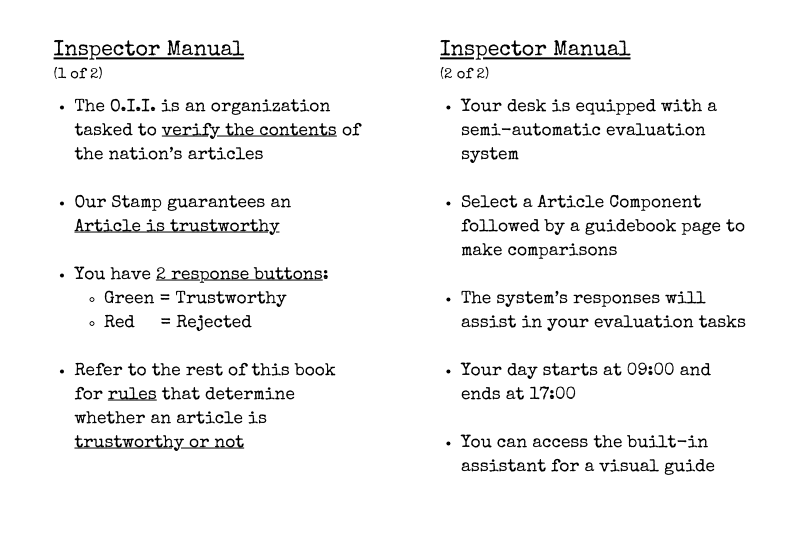 Inspector Manual
(1 of 2)
• The O.I.I. is an organization
tasked to verify the contents of
the nation's articles
• Our Stamp guarantees an
Article is trustworthy
• You have 2 response buttons:
◦ Green = Trustworthy
◦ Red = Rejected
• Refer to the rest of this book
for rules that determine
whether an article is
trustworthy or not
Inspector Manual
(2 of 2)
• Your desk is equipped with a
semi-automatic evaluation
system
• Select a Article Component
followed by a guidebook page to
make comparisons
• The system's responses will
assist in your evaluation tasks
• Your day starts at 09:00 and
ends at 17:00
• You can access the built-in
assistant for a visual guide